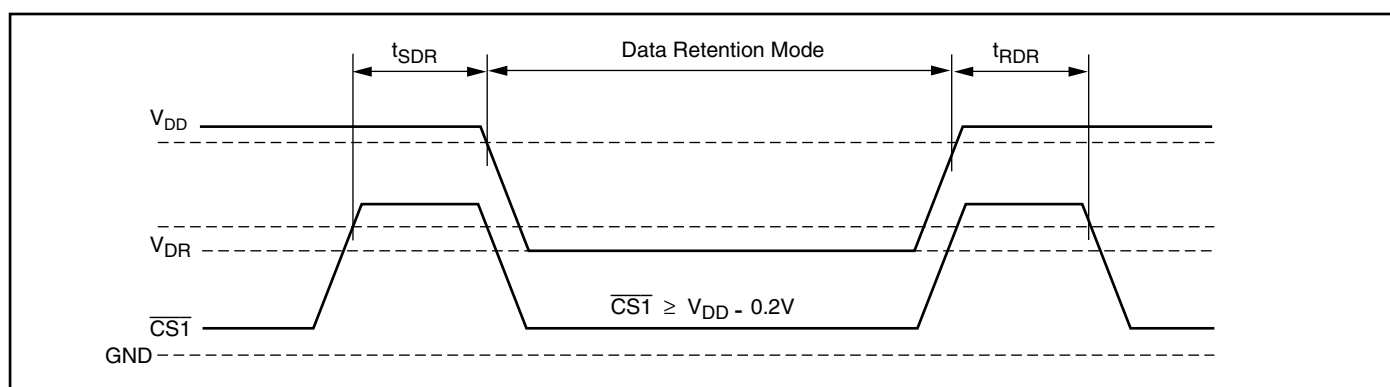 tSDR
Data Retention Mode
tRDR
VDD
VDR
CS1 ≥ VDD - 0.2V
CS1
GND